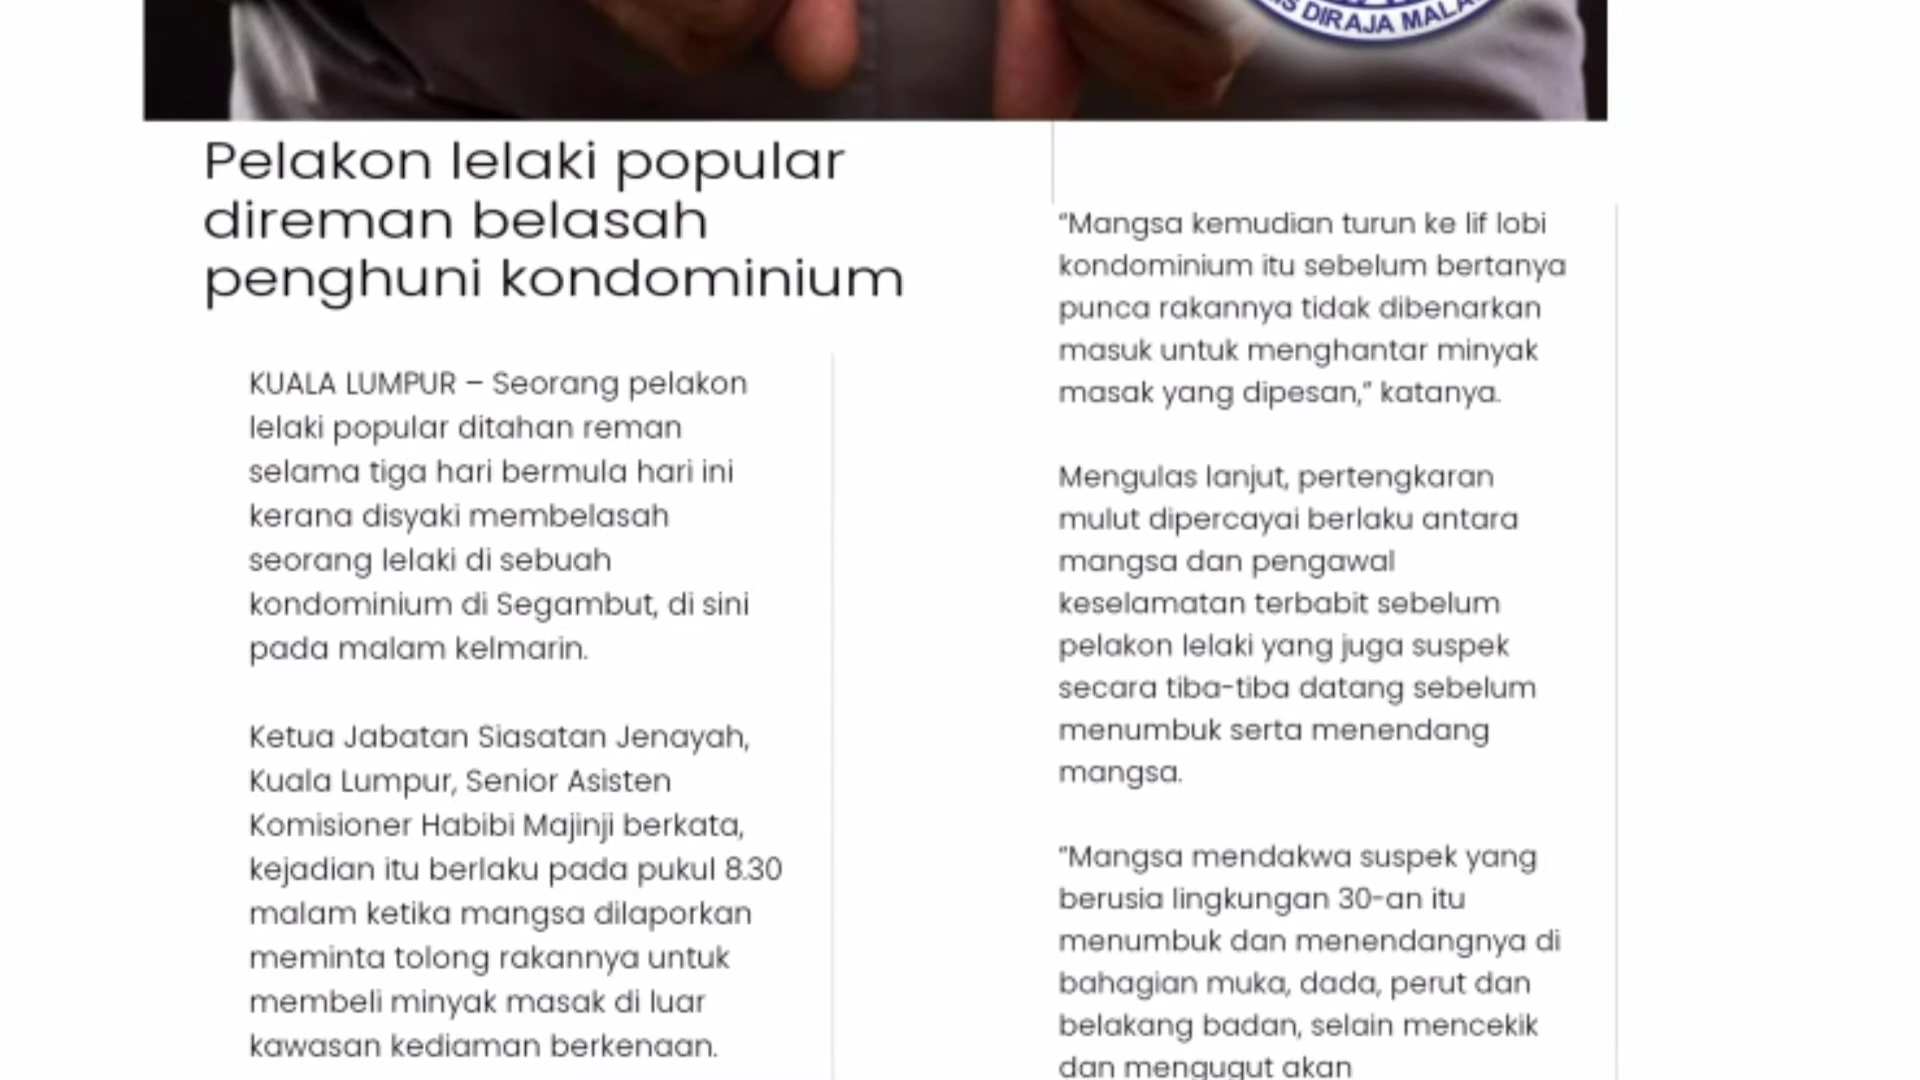 DIRAJA
Pelakon lelaki popular
direman belasah
penghuni kondominium
KUALA LUMPUR – Seorang pelakon
lelaki popular ditahan reman
selama tiga hari bermula hari ini
kerana disyaki membelasah
seorang lelaki di sebuah
kondominium di Segambut, di sini
pada malam kelmarin.
Ketua Jabatan Siasatan Jenayah,
Kuala Lumpur, Senior Asisten
Komisioner Habibi Majinji berkata,
kejadian itu berlaku pada pukul 8.30
malam ketika mangsa dilaporkan
meminta tolong rakannya untuk
membeli minyak masak di luar
kawasan kediaman berkenaan.
“Mangsa kemudian turun ke lif lobi
kondominium itu sebelum bertanya
punca rakannya tidak dibenarkan
masuk untuk menghantar minyak
masak yang dipesan,” katanya.
Mengulas lanjut, pertengkaran
mulut dipercayai berlaku antara
mangsa dan pengawal
keselamatan terbabit sebelum
pelakon lelaki yang juga suspek
secara tiba-tiba datang sebelum
menumbuk serta menendang
mangsa.
“Mangsa mendakwa suspek yang
berusia lingkungan 30-an itu
menumbuk dan menendangnya di
bahagian muka, dada, perut dan
belakang badan, selain mencekik
dan mengugut akan